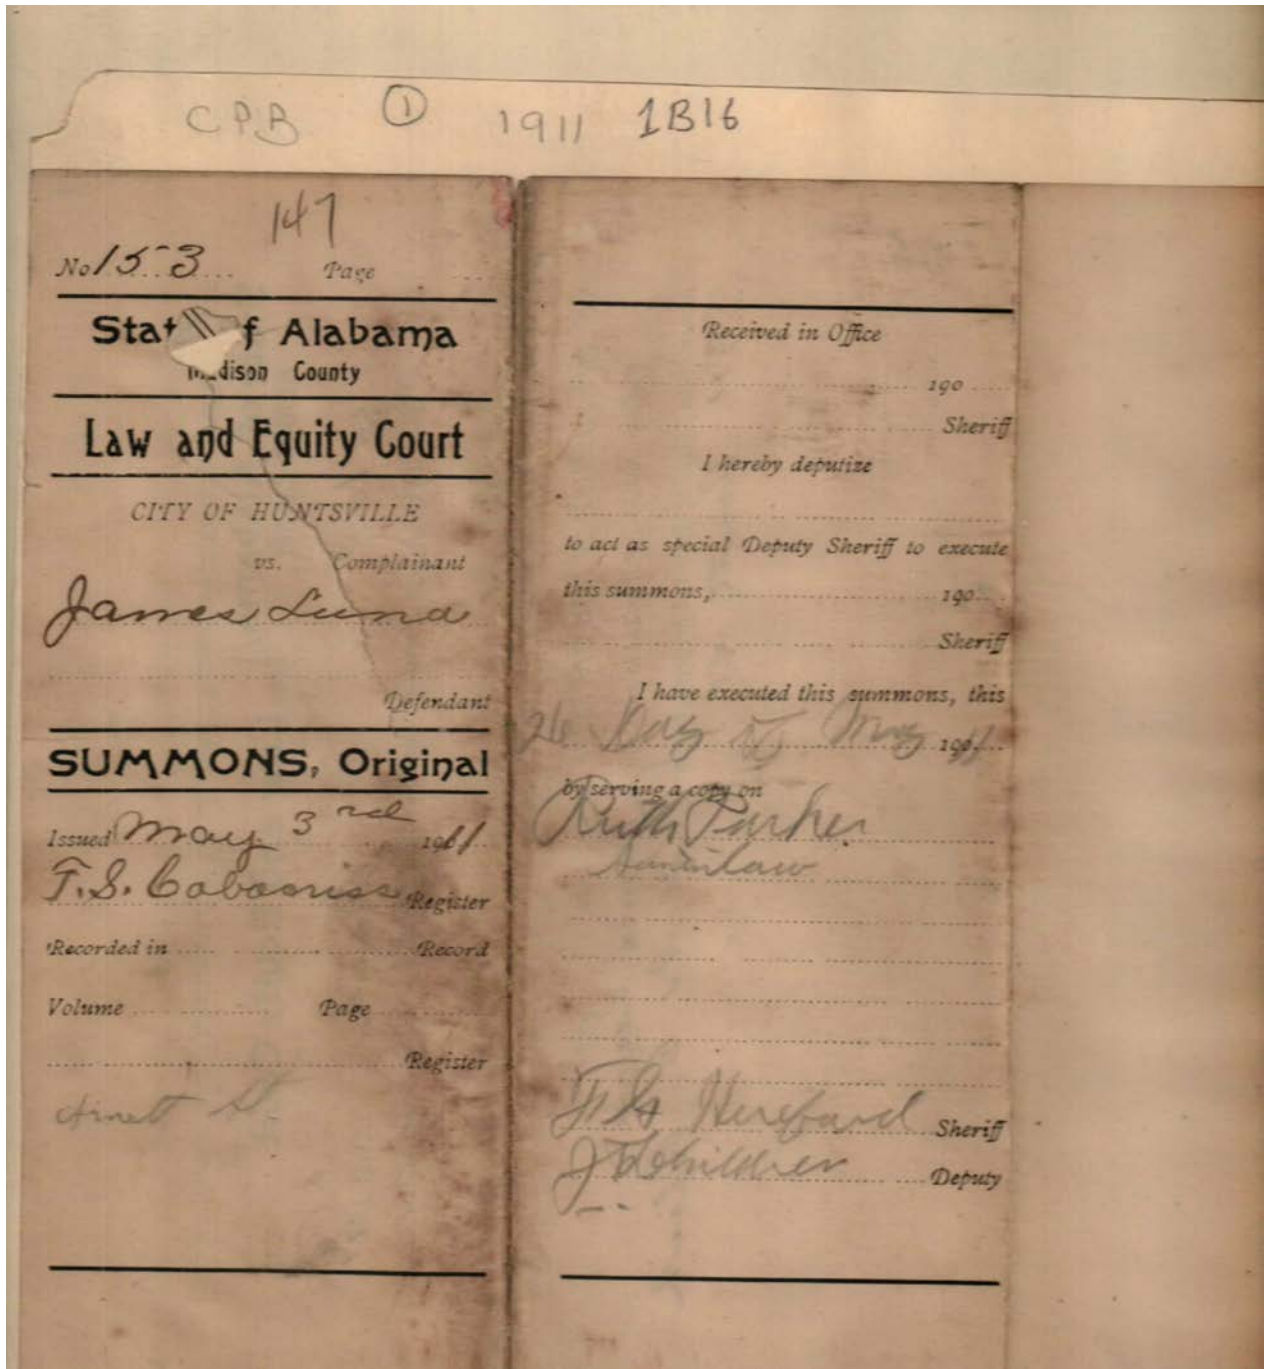 CPB ① 1911 1B16
147
No 153 Page
State of Alabama
Madison County
Law and Equity Court
CITY OF HUNTSVILLE
vs. Complainant
James Lund
Defendant
SUMMONS, Original
Issued May 3rd 1911
F.S. Cabaniss Register
Recorded in Record
Volume Page
Register
Received in Office
190
Sheriff
I hereby deputize
to act as special Deputy Sheriff to execute
this summons, 190
Sheriff
I have executed this summons, this
26 Day of May 1911
by serving a copy on
Ruth Parker
Sheriff
Deputy